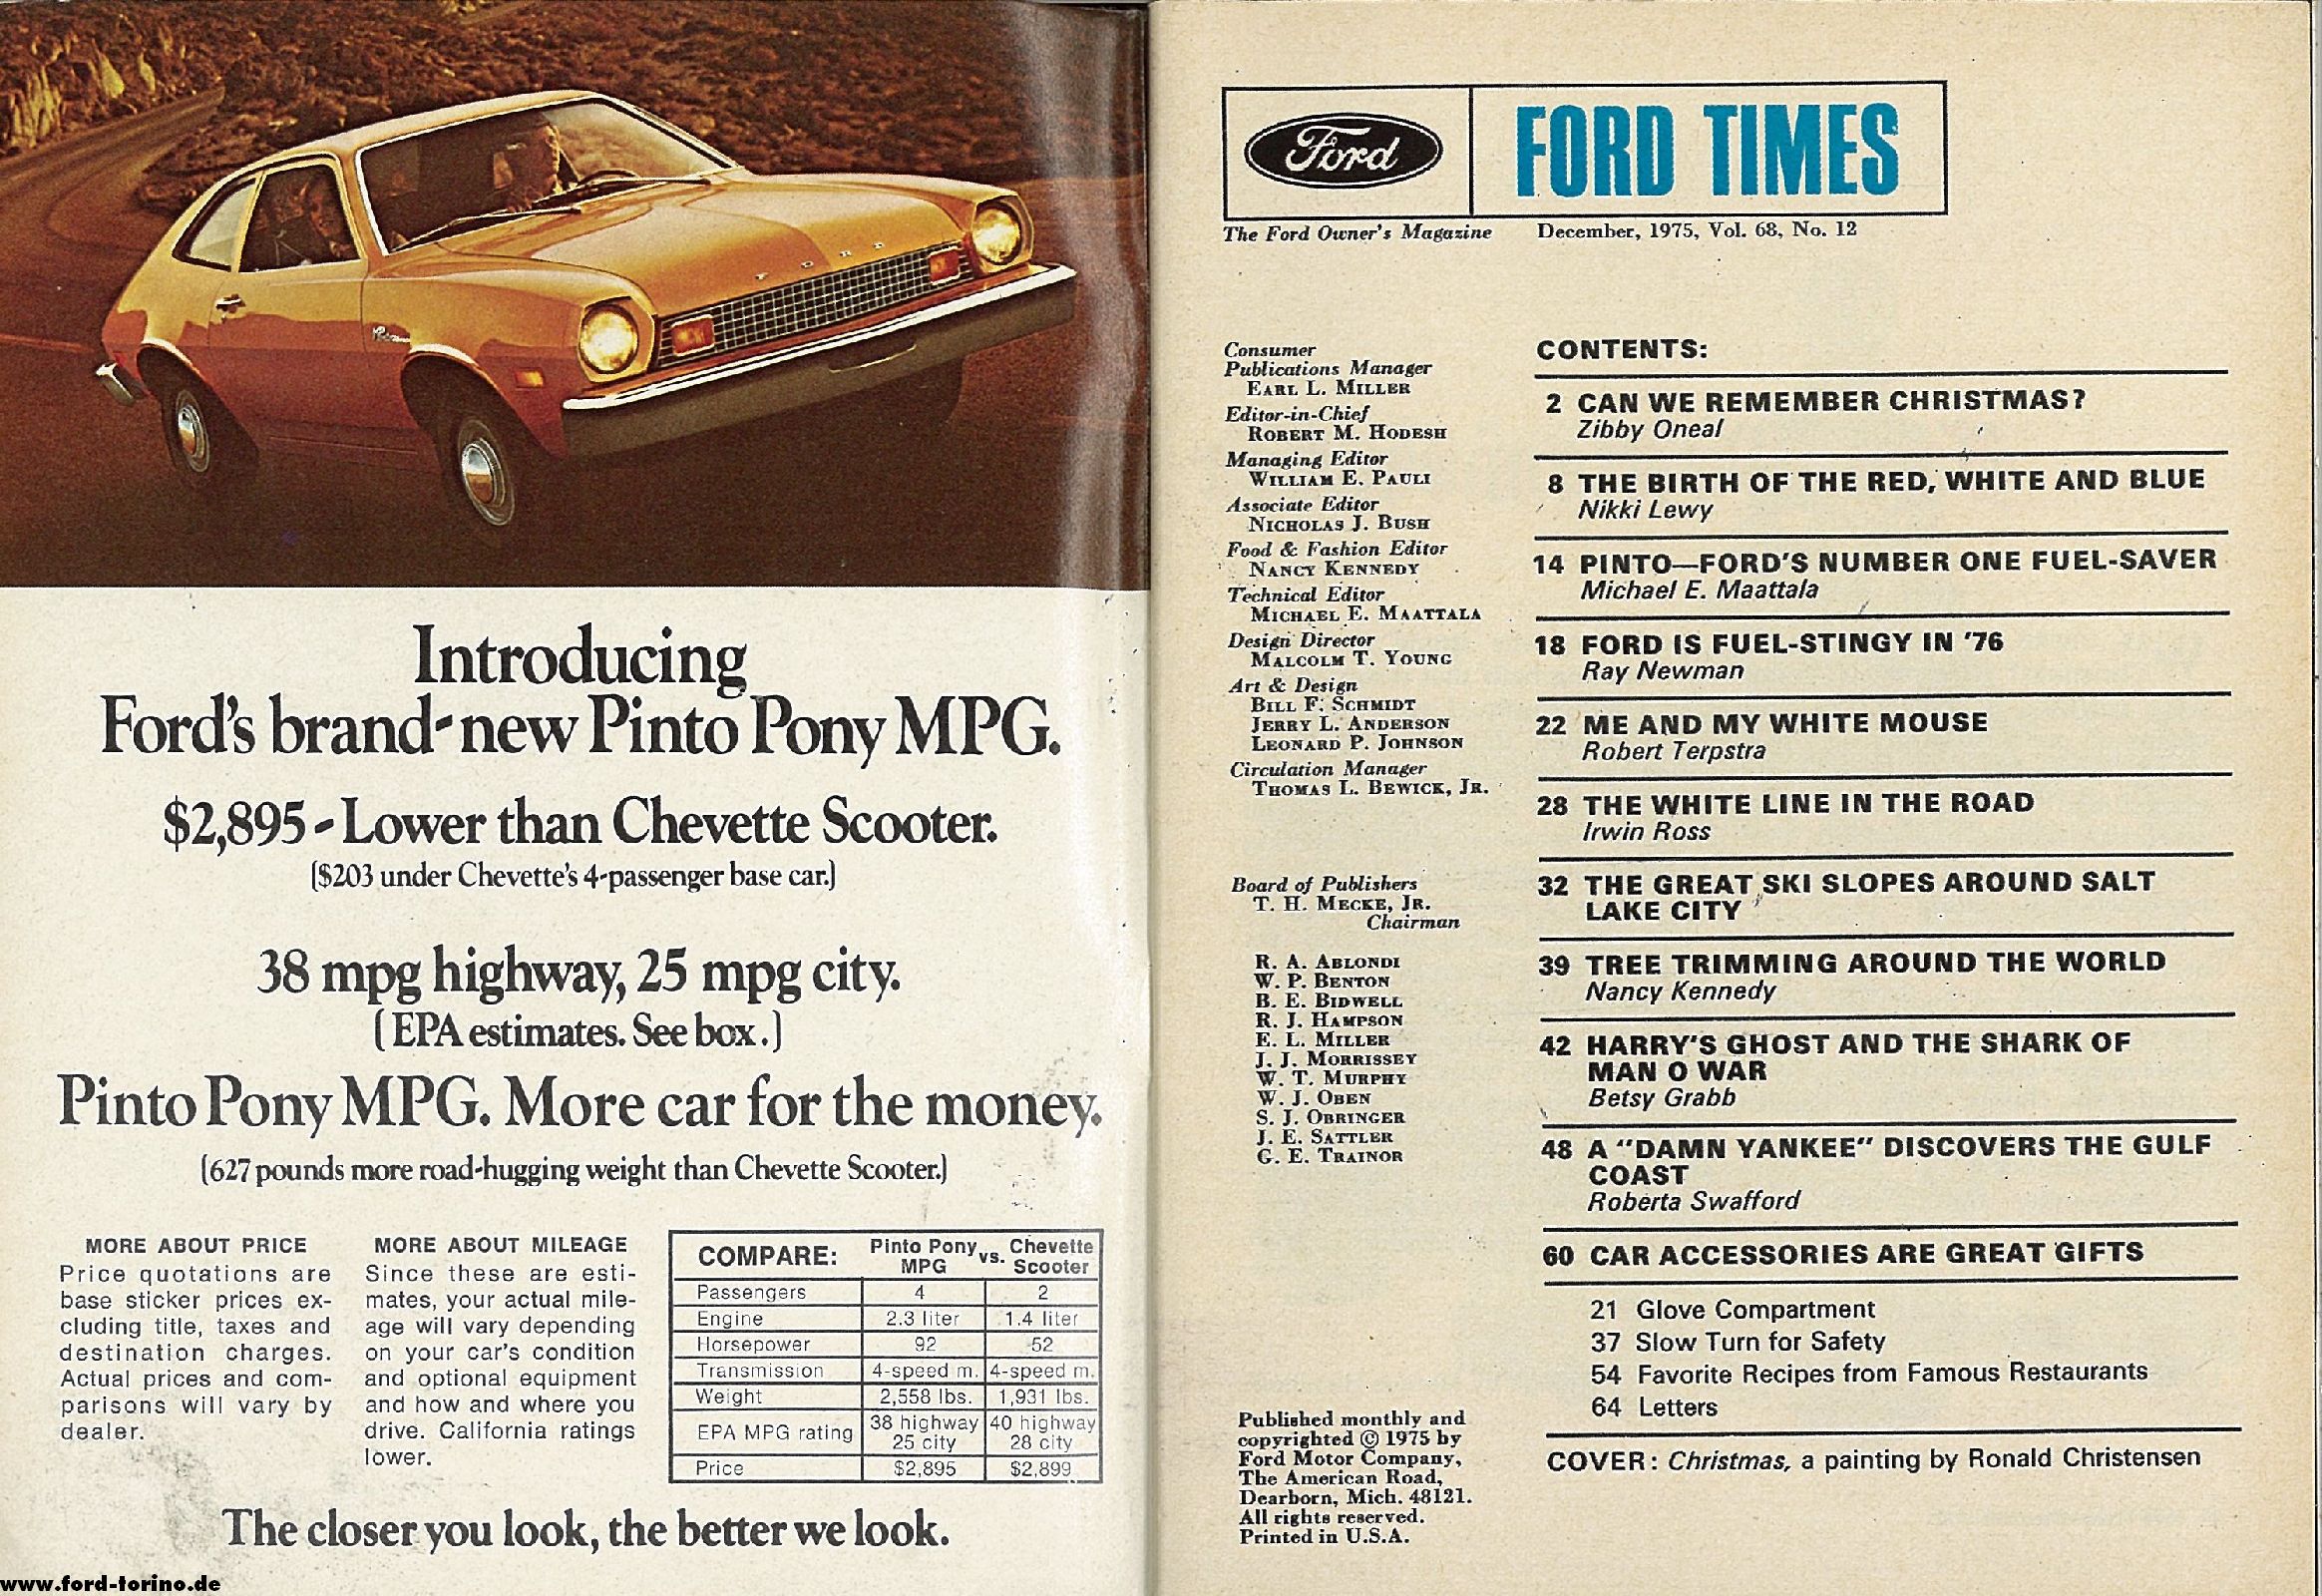 FORD
Pinto
Introducing
Ford's brand-new Pinto Pony MPG.
$2,895-Lower than Chevette Scooter.
($203 under Chevette's 4-passenger base car.)
38 mpg highway, 25 mpg city.
(EPA estimates. See box.)
Pinto Pony MPG. More car for the money.
(627 pounds more road-hugging weight than Chevette Scooter.)
MORE ABOUT PRICE
Price quotations are
base sticker prices ex-
cluding title, taxes and
destination charges.
Actual prices and com-
parisons will vary by
dealer.
MORE ABOUT MILEAGE
Since these are esti-
mates, your actual mile-
age will vary depending
on your car's condition
and optional equipment
and how and where you
drive. California ratings
lower.
COMPARE: Pinto Pony MPG vs. Chevette Scooter
Passengers 4 2
Engine 2.3 liter 1.4 liter
Horsepower 92 52
Transmission 4-speed m. 4-speed m.
Weight 2,558 lbs. 1,931 lbs.
EPA MPG rating 38 highway 25 city 40 highway 28 city
Price $2,895 $2,899
The closer you look, the better we look.
www.ford-torino.de
Ford
FORD TIMES
The Ford Owner's Magazine
December, 1975, Vol. 68, No. 12
Consumer
Publications Manager
EARL L. MILLER
Editor-in-Chief
ROBERT M. HODESH
Managing Editor
WILLIAM E. PAULI
Associate Editor
NICHOLAS J. BUSH
Food & Fashion Editor
NANCY KENNEDY
Technical Editor
MICHAEL E. MAATTALA
Design Director
MALCOLM T. YOUNG
Art & Design
BILL F. SCHMIDT
JERRY L. ANDERSON
LEONARD P. JOHNSON
Circulation Manager
THOMAS L. BEWICK, JR.
Board of Publishers
T. H. MECKE, JR.
Chairman
R. A. ABLONDI
W. P. BENTON
B. E. BIDWELL
R. J. HAMPSON
E. L. MILLER
J. J. MORRISSEY
W. T. MURPHY
W. J. OBEN
S. J. OBRINGER
J. E. SATTLER
G. E. TRAINOR
Published monthly and
copyrighted © 1975 by
Ford Motor Company,
The American Road,
Dearborn, Mich. 48121.
All rights reserved.
Printed in U.S.A.
CONTENTS:
2 CAN WE REMEMBER CHRISTMAS?
Zibby Oneal
8 THE BIRTH OF THE RED, WHITE AND BLUE
Nikki Lewy
14 PINTO—FORD'S NUMBER ONE FUEL-SAVER
Michael E. Maattala
18 FORD IS FUEL-STINGY IN '76
Ray Newman
22 ME AND MY WHITE MOUSE
Robert Terpstra
28 THE WHITE LINE IN THE ROAD
Irwin Ross
32 THE GREAT SKI SLOPES AROUND SALT
LAKE CITY
39 TREE TRIMMING AROUND THE WORLD
Nancy Kennedy
42 HARRY'S GHOST AND THE SHARK OF
MAN O WAR
Betsy Grabb
48 A "DAMN YANKEE" DISCOVERS THE GULF
COAST
Roberta Swafford
60 CAR ACCESSORIES ARE GREAT GIFTS
21 Glove Compartment
37 Slow Turn for Safety
54 Favorite Recipes from Famous Restaurants
64 Letters
COVER: Christmas, a painting by Ronald Christensen